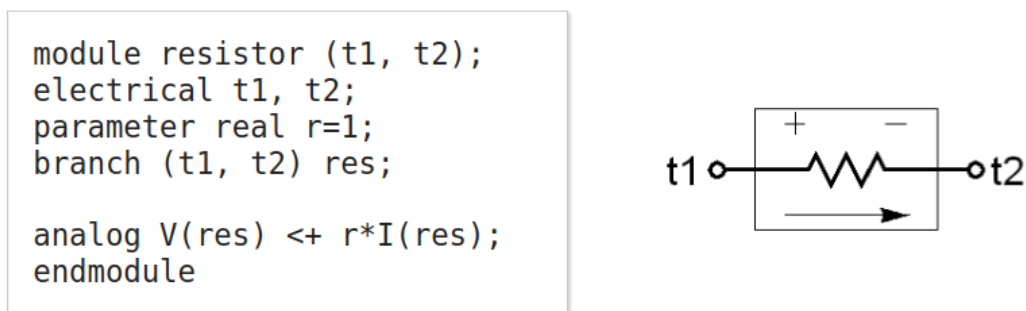 module resistor (t1, t2);
electrical t1, t2;
parameter real r=1;
branch (t1, t2) res;
analog V(res) <+ r*I(res);
endmodule
+ −
t1 t2